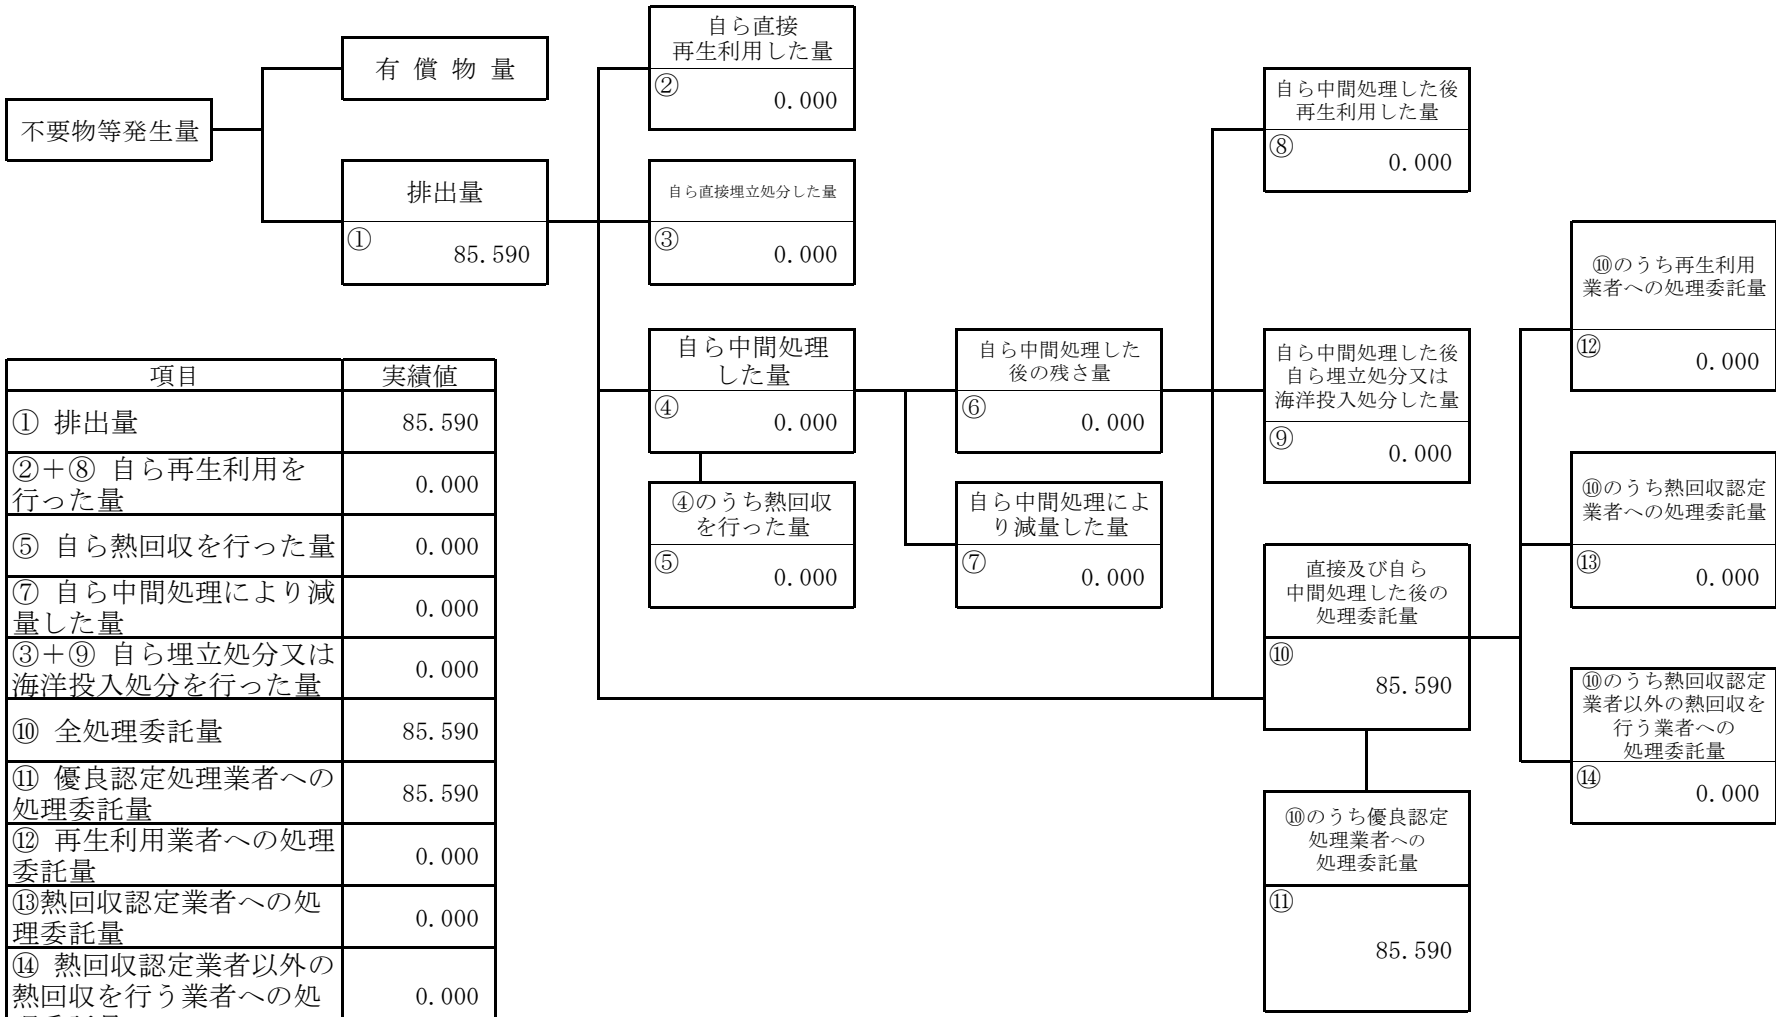 自ら直接
再生利用した量
② 0.000
有 償 物 量
不要物等発生量
排出量
① 85.590
自ら直接埋立処分した量
③ 0.000
自ら中間処理した後
再生利用した量
⑧ 0.000
自ら中間処理
した量
④ 0.000
④のうち熱回収
を行った量
⑤ 0.000
自ら中間処理した
後の残さ量
⑥ 0.000
自ら中間処理によ
り減量した量
⑦ 0.000
自ら中間処理した後
自ら埋立処分又は
海洋投入処分した量
⑨ 0.000
直接及び自ら
中間処理した後の
処理委託量
⑩ 85.590
⑩のうち優良認定
処理業者への
処理委託量
⑪ 85.590
⑩のうち再生利用
業者への処理委託量
⑫ 0.000
⑩のうち熱回収認定
業者への処理委託量
⑬ 0.000
⑩のうち熱回収認定
業者以外の熱回収を
行う業者への
処理委託量
⑭ 0.000
項目 実績値
① 排出量 85.590
②+⑧ 自ら再生利用を
行った量 0.000
⑤ 自ら熱回収を行った量 0.000
⑦ 自ら中間処理により減
量した量 0.000
③+⑨ 自ら埋立処分又は
海洋投入処分を行った量 0.000
⑩ 全処理委託量 85.590
⑪ 優良認定処理業者への
処理委託量 85.590
⑫ 再生利用業者への処理
委託量 0.000
⑬熱回収認定業者への処
理委託量 0.000
⑭ 熱回収認定業者以外の
熱回収を行う業者への処 0.000